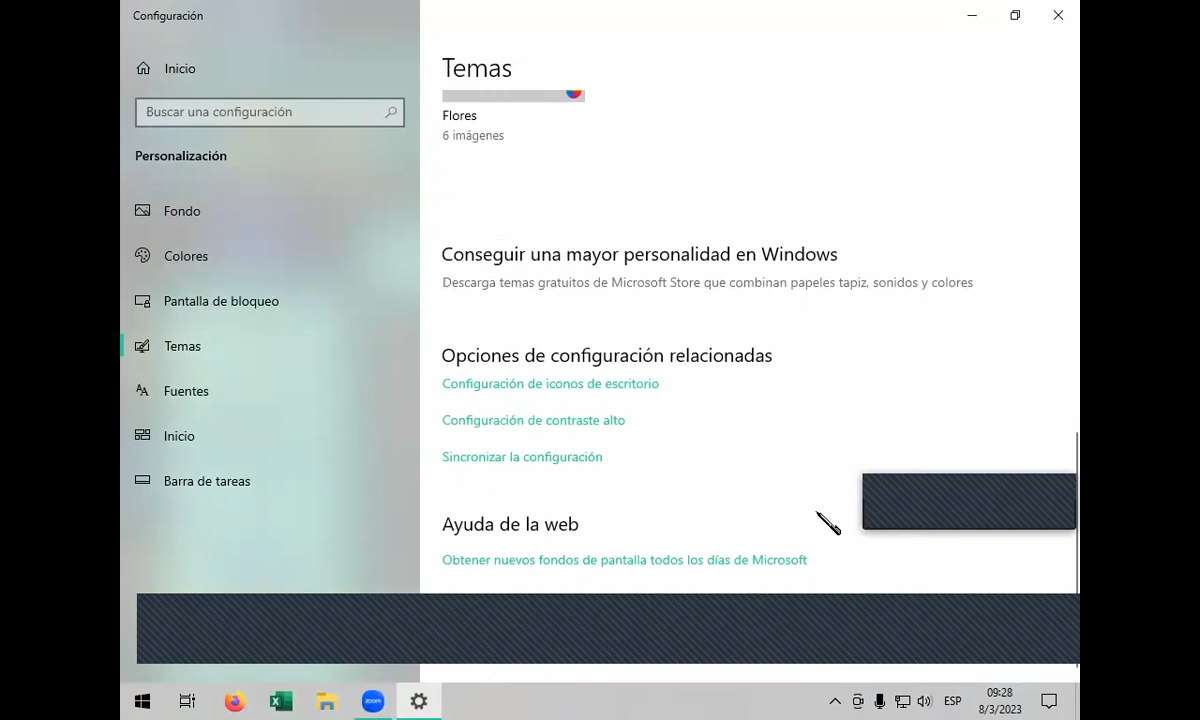 Configuración
Inicio
Buscar una configuración
Personalización
Fondo
Colores
Pantalla de bloqueo
Temas
Fuentes
Inicio
Barra de tareas
Temas
Flores
6 imágenes
Conseguir una mayor personalidad en Windows
Descarga temas gratuitos de Microsoft Store que combinan papeles tapiz, sonidos y colores
Opciones de configuración relacionadas
Configuración de iconos de escritorio
Configuración de contraste alto
Sincronizar la configuración
Ayuda de la web
Obtener nuevos fondos de pantalla todos los días de Microsoft
zoom
ESP
09:28
8/3/2023